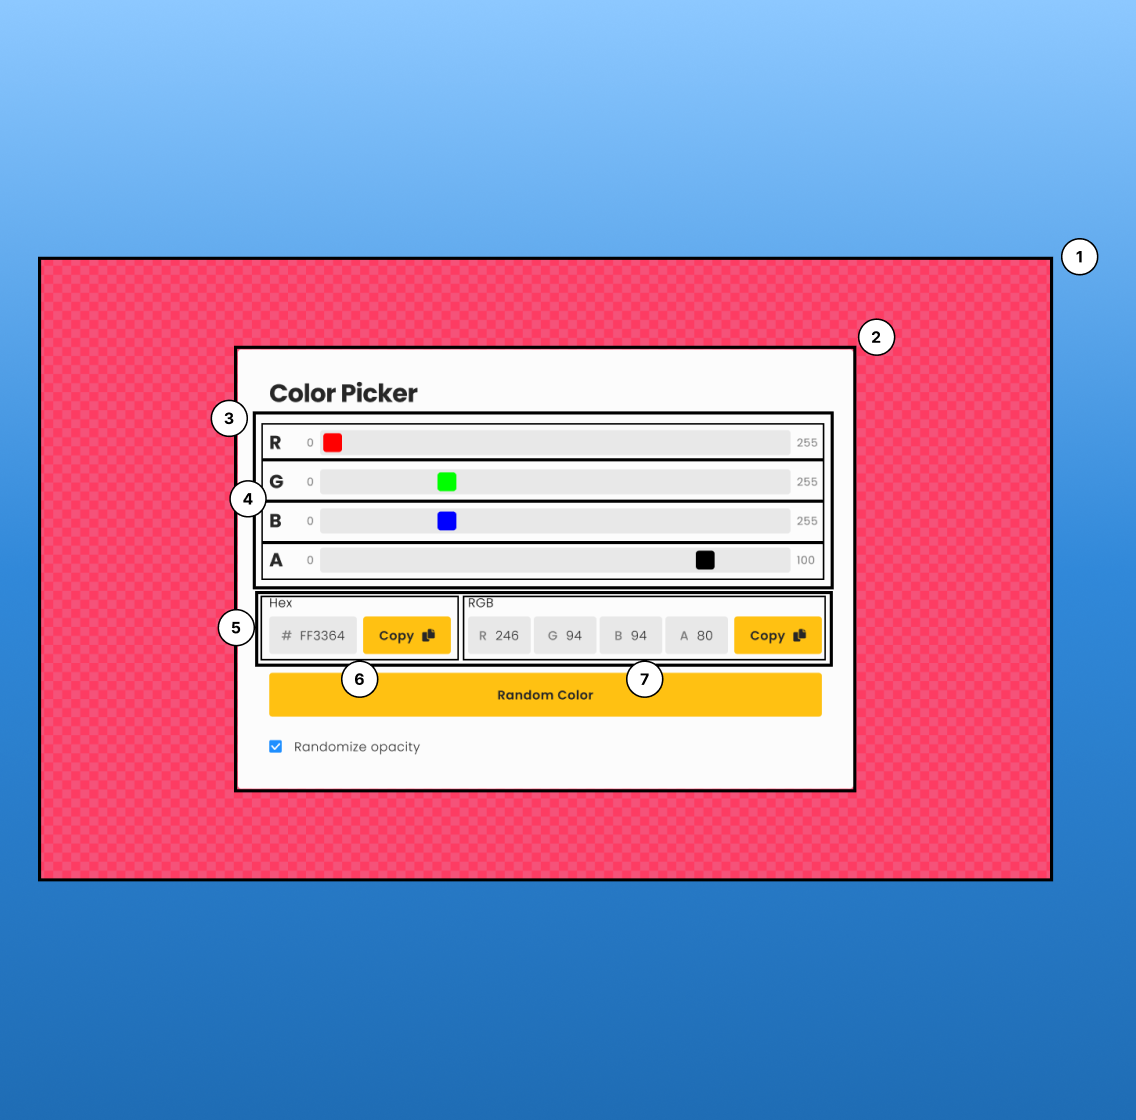 1
2
Color Picker
3
R 0 255
G 0 255
4
B 0 255
A 0 100
Hex RGB
5
# FF3364 Copy R 246 G 94 B 94 A 80 Copy
6 7
Random Color
Randomize opacity